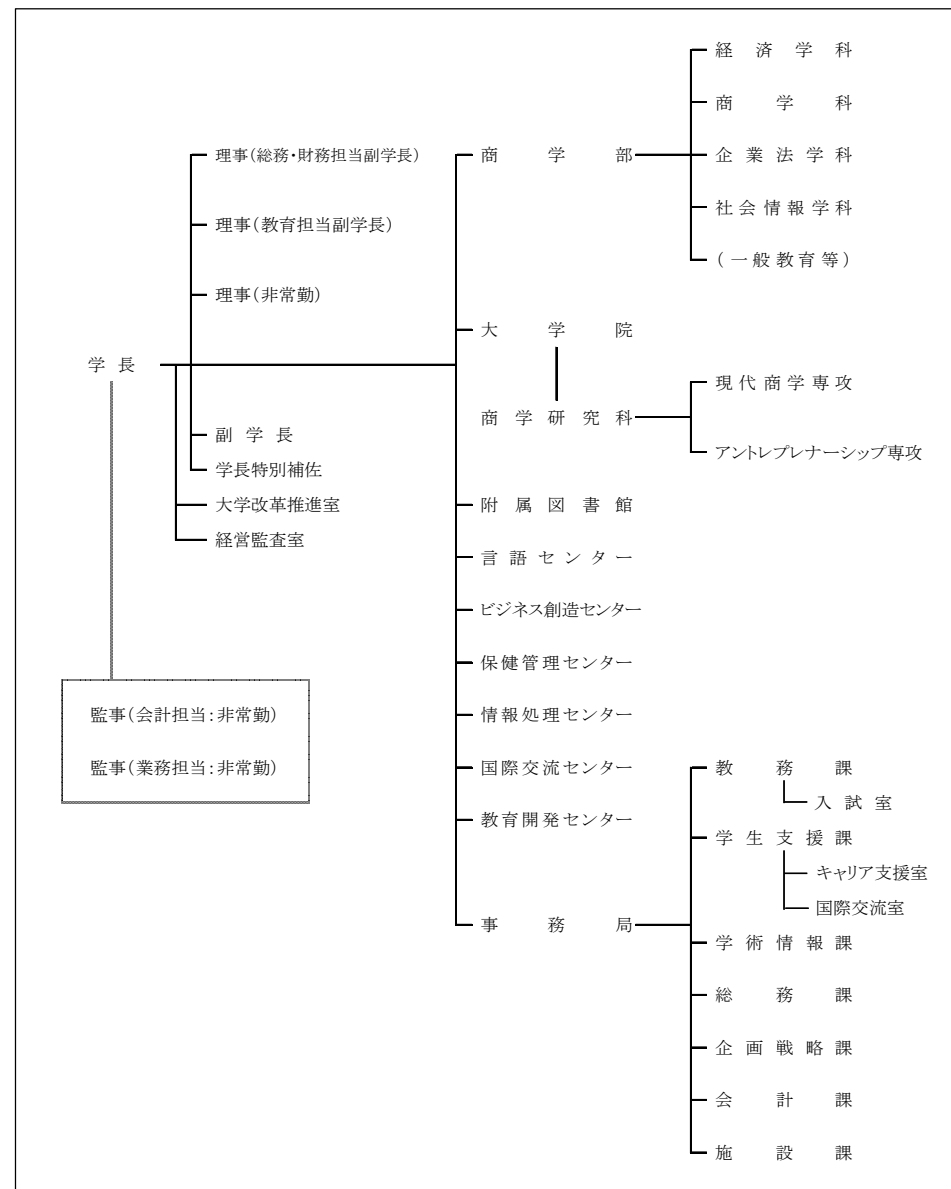 学長
理事(総務・財務担当副学長)
理事(教育担当副学長)
理事(非常勤)
副学長
学長特別補佐
大学改革推進室
経営監査室
監事(会計担当:非常勤)
監事(業務担当:非常勤)
商学部
経済学科
商学科
企業法学科
社会情報学科
(一般教育等)
大学院
商学研究科
現代商学専攻
アントレプレナーシップ専攻
附属図書館
言語センター
ビジネス創造センター
保健管理センター
情報処理センター
国際交流センター
教育開発センター
事務局
教務課
入試室
学生支援課
キャリア支援室
国際交流室
学術情報課
総務課
企画戦略課
会計課
施設課